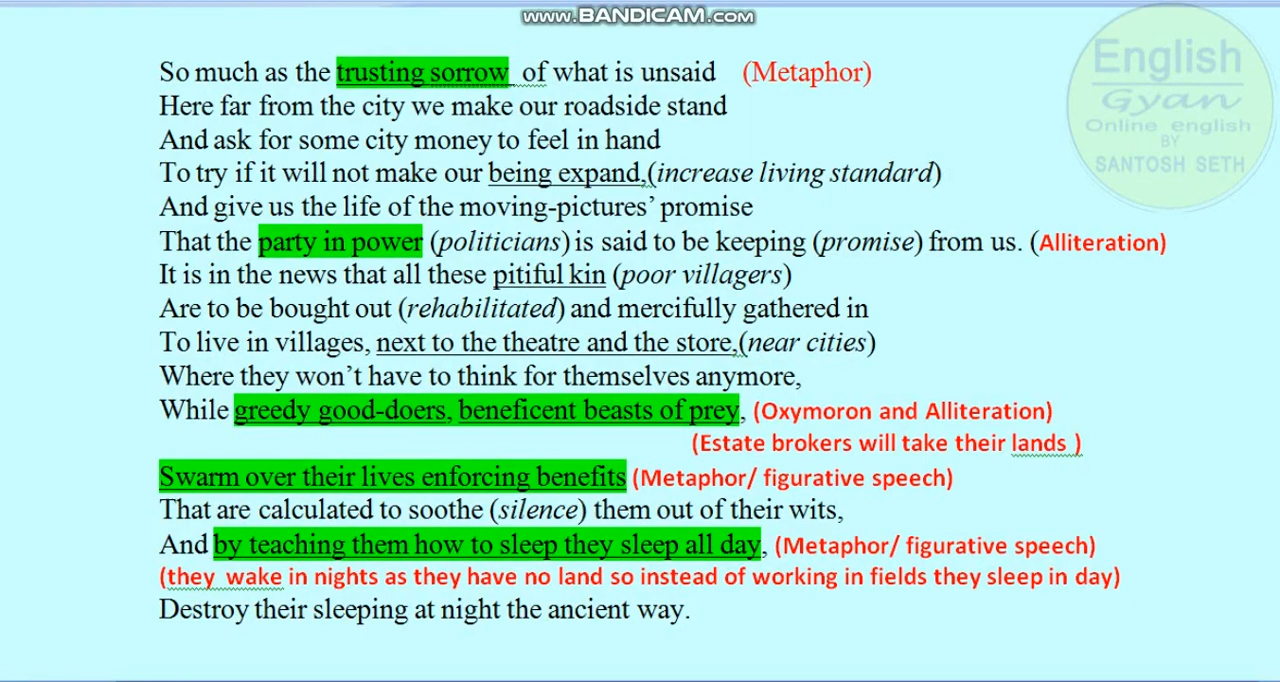 www.BANDICAM.com
English
Gyan
Online english
BY
SANTOSH SETH
So much as the trusting sorrow of what is unsaid (Metaphor)
Here far from the city we make our roadside stand
And ask for some city money to feel in hand
To try if it will not make our being expand,(increase living standard)
And give us the life of the moving-pictures’ promise
That the party in power (politicians) is said to be keeping (promise) from us. (Alliteration)
It is in the news that all these pitiful kin (poor villagers)
Are to be bought out (rehabilitated) and mercifully gathered in
To live in villages, next to the theatre and the store,(near cities)
Where they won’t have to think for themselves anymore,
While greedy good-doers, beneficent beasts of prey, (Oxymoron and Alliteration)
(Estate brokers will take their lands )
Swarm over their lives enforcing benefits (Metaphor/ figurative speech)
That are calculated to soothe (silence) them out of their wits,
And by teaching them how to sleep they sleep all day, (Metaphor/ figurative speech)
(they wake in nights as they have no land so instead of working in fields they sleep in day)
Destroy their sleeping at night the ancient way.